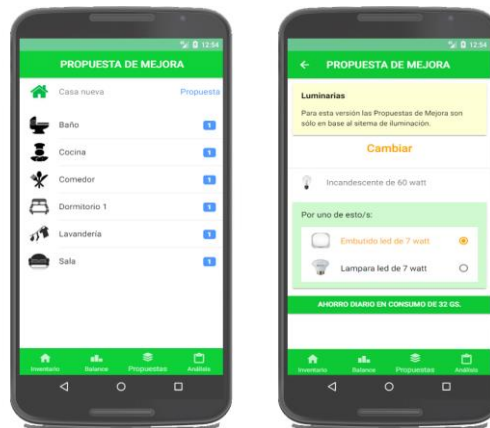 12:54
PROPUESTA DE MEJORA
Casa nueva Propuesta
Baño 1
Cocina 1
Comedor 1
Dormitorio 1 1
Lavandería 1
Sala 1
Inventario Balance Propuestas Análisis
12:54
PROPUESTA DE MEJORA
Luminarias
Para esta versión las Propuestas de Mejora son
sólo en base al sitema de iluminación.
Cambiar
Incandescente de 60 watt
Por uno de esto/s:
Embutido led de 7 watt
Lampara led de 7 watt
AHORRO DIARIO EN CONSUMO DE 32 GS.
Inventario Balance Propuestas Análisis